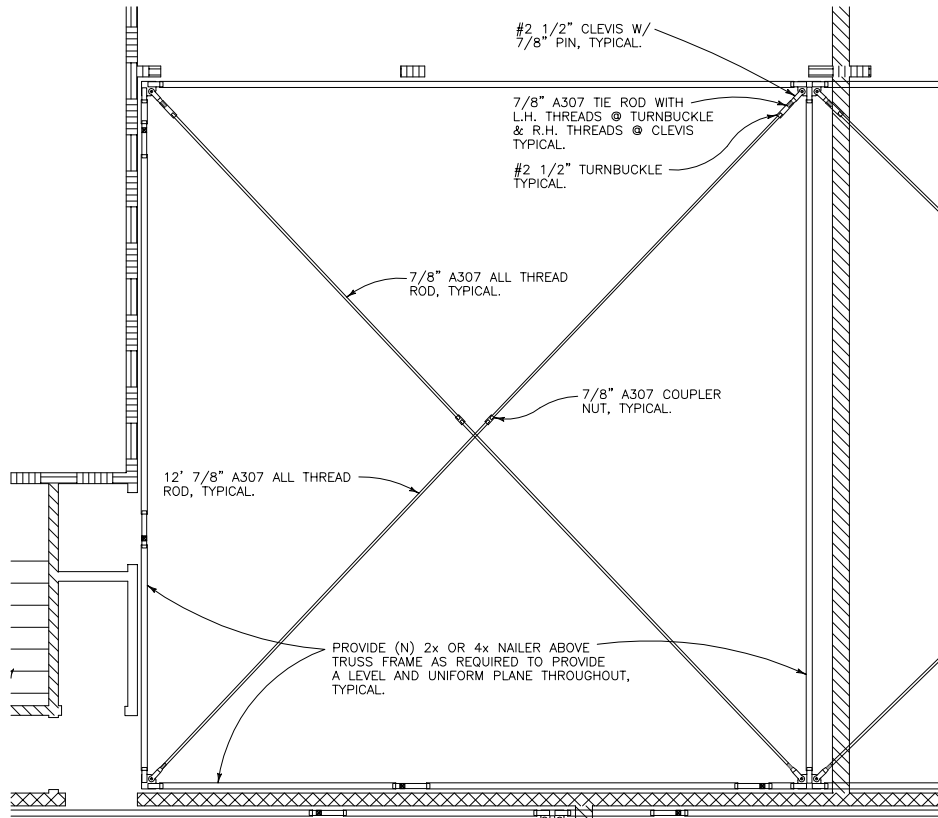 #2 1/2" CLEVIS W/
7/8" PIN, TYPICAL.
7/8" A307 TIE ROD WITH
L.H. THREADS @ TURNBUCKLE
& R.H. THREADS @ CLEVIS
TYPICAL.
#2 1/2" TURNBUCKLE
TYPICAL.
7/8" A307 ALL THREAD
ROD, TYPICAL.
7/8" A307 COUPLER
NUT, TYPICAL.
12' 7/8" A307 ALL THREAD
ROD, TYPICAL.
PROVIDE (N) 2x OR 4x NAILER ABOVE
TRUSS FRAME AS REQUIRED TO PROVIDE
A LEVEL AND UNIFORM PLANE THROUGHOUT,
TYPICAL.